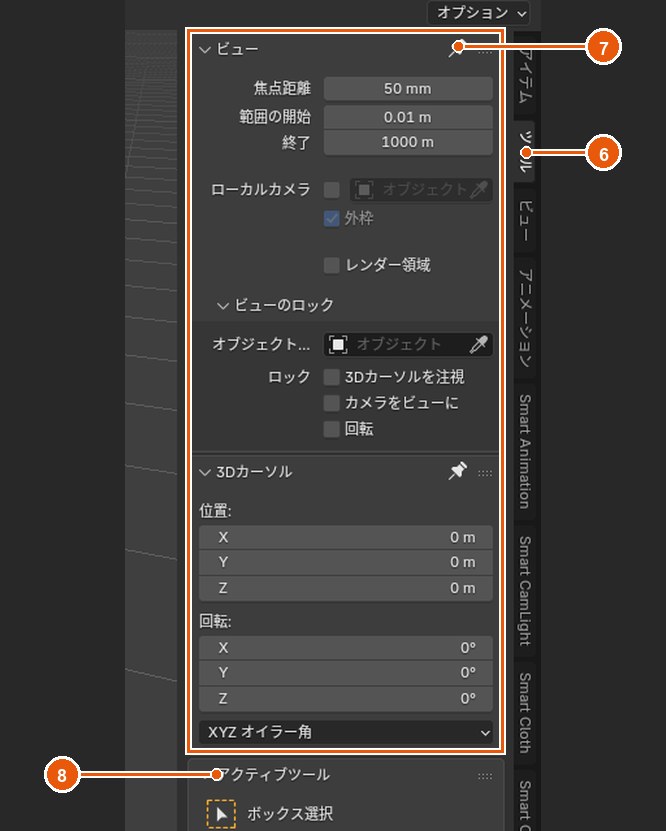 オプション
ビュー
7
焦点距離 50 mm
範囲の開始 0.01 m
終了 1000 m
ローカルカメラ オブジェクト
外枠
レンダー領域
ビューのロック
オブジェクト... オブジェクト
ロック 3Dカーソルを注視
カメラをビューに
回転
3Dカーソル
位置:
X 0 m
Y 0 m
Z 0 m
回転:
X 0°
Y 0°
Z 0°
XYZ オイラー角
8
アクティブツール
ボックス選択
アイテム
ツール
6
ビュー
アニメーション
Smart Animation
Smart CamLight
Smart Cloth
Smart